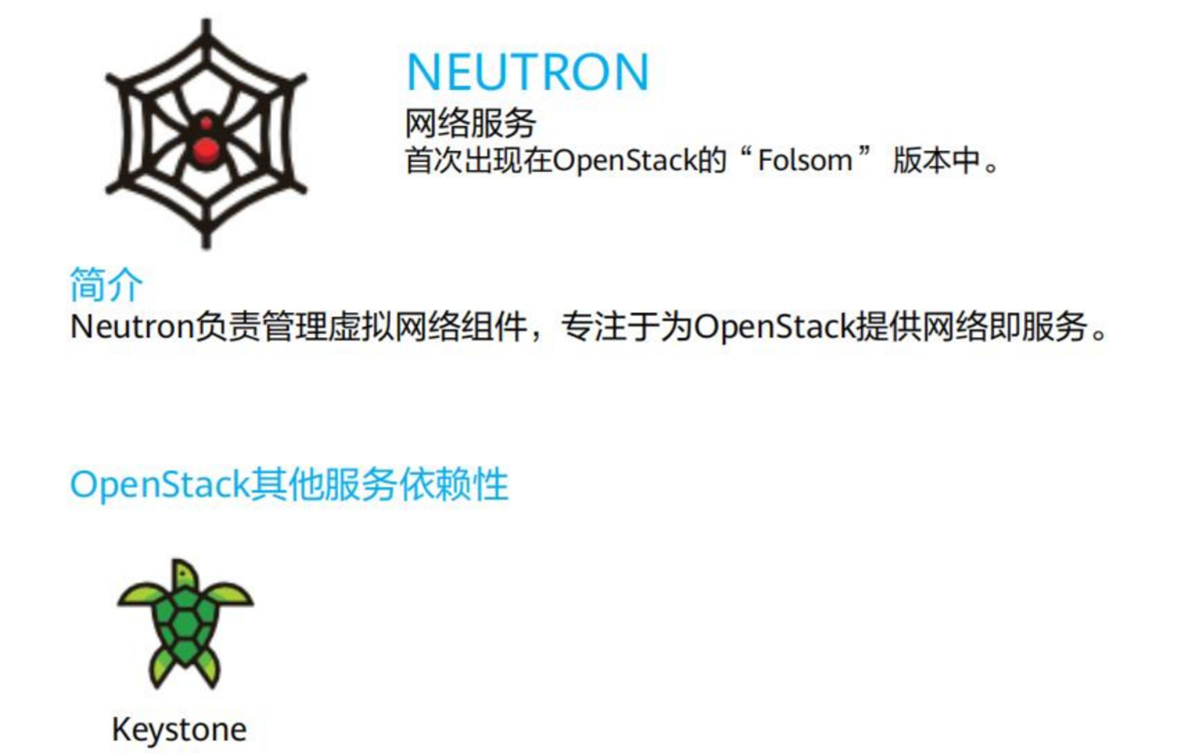 NEUTRON
网络服务
首次出现在OpenStack的“Folsom” 版本中。
简介
Neutron负责管理虚拟网络组件，专注于为OpenStack提供网络即服务。
OpenStack其他服务依赖性
Keystone